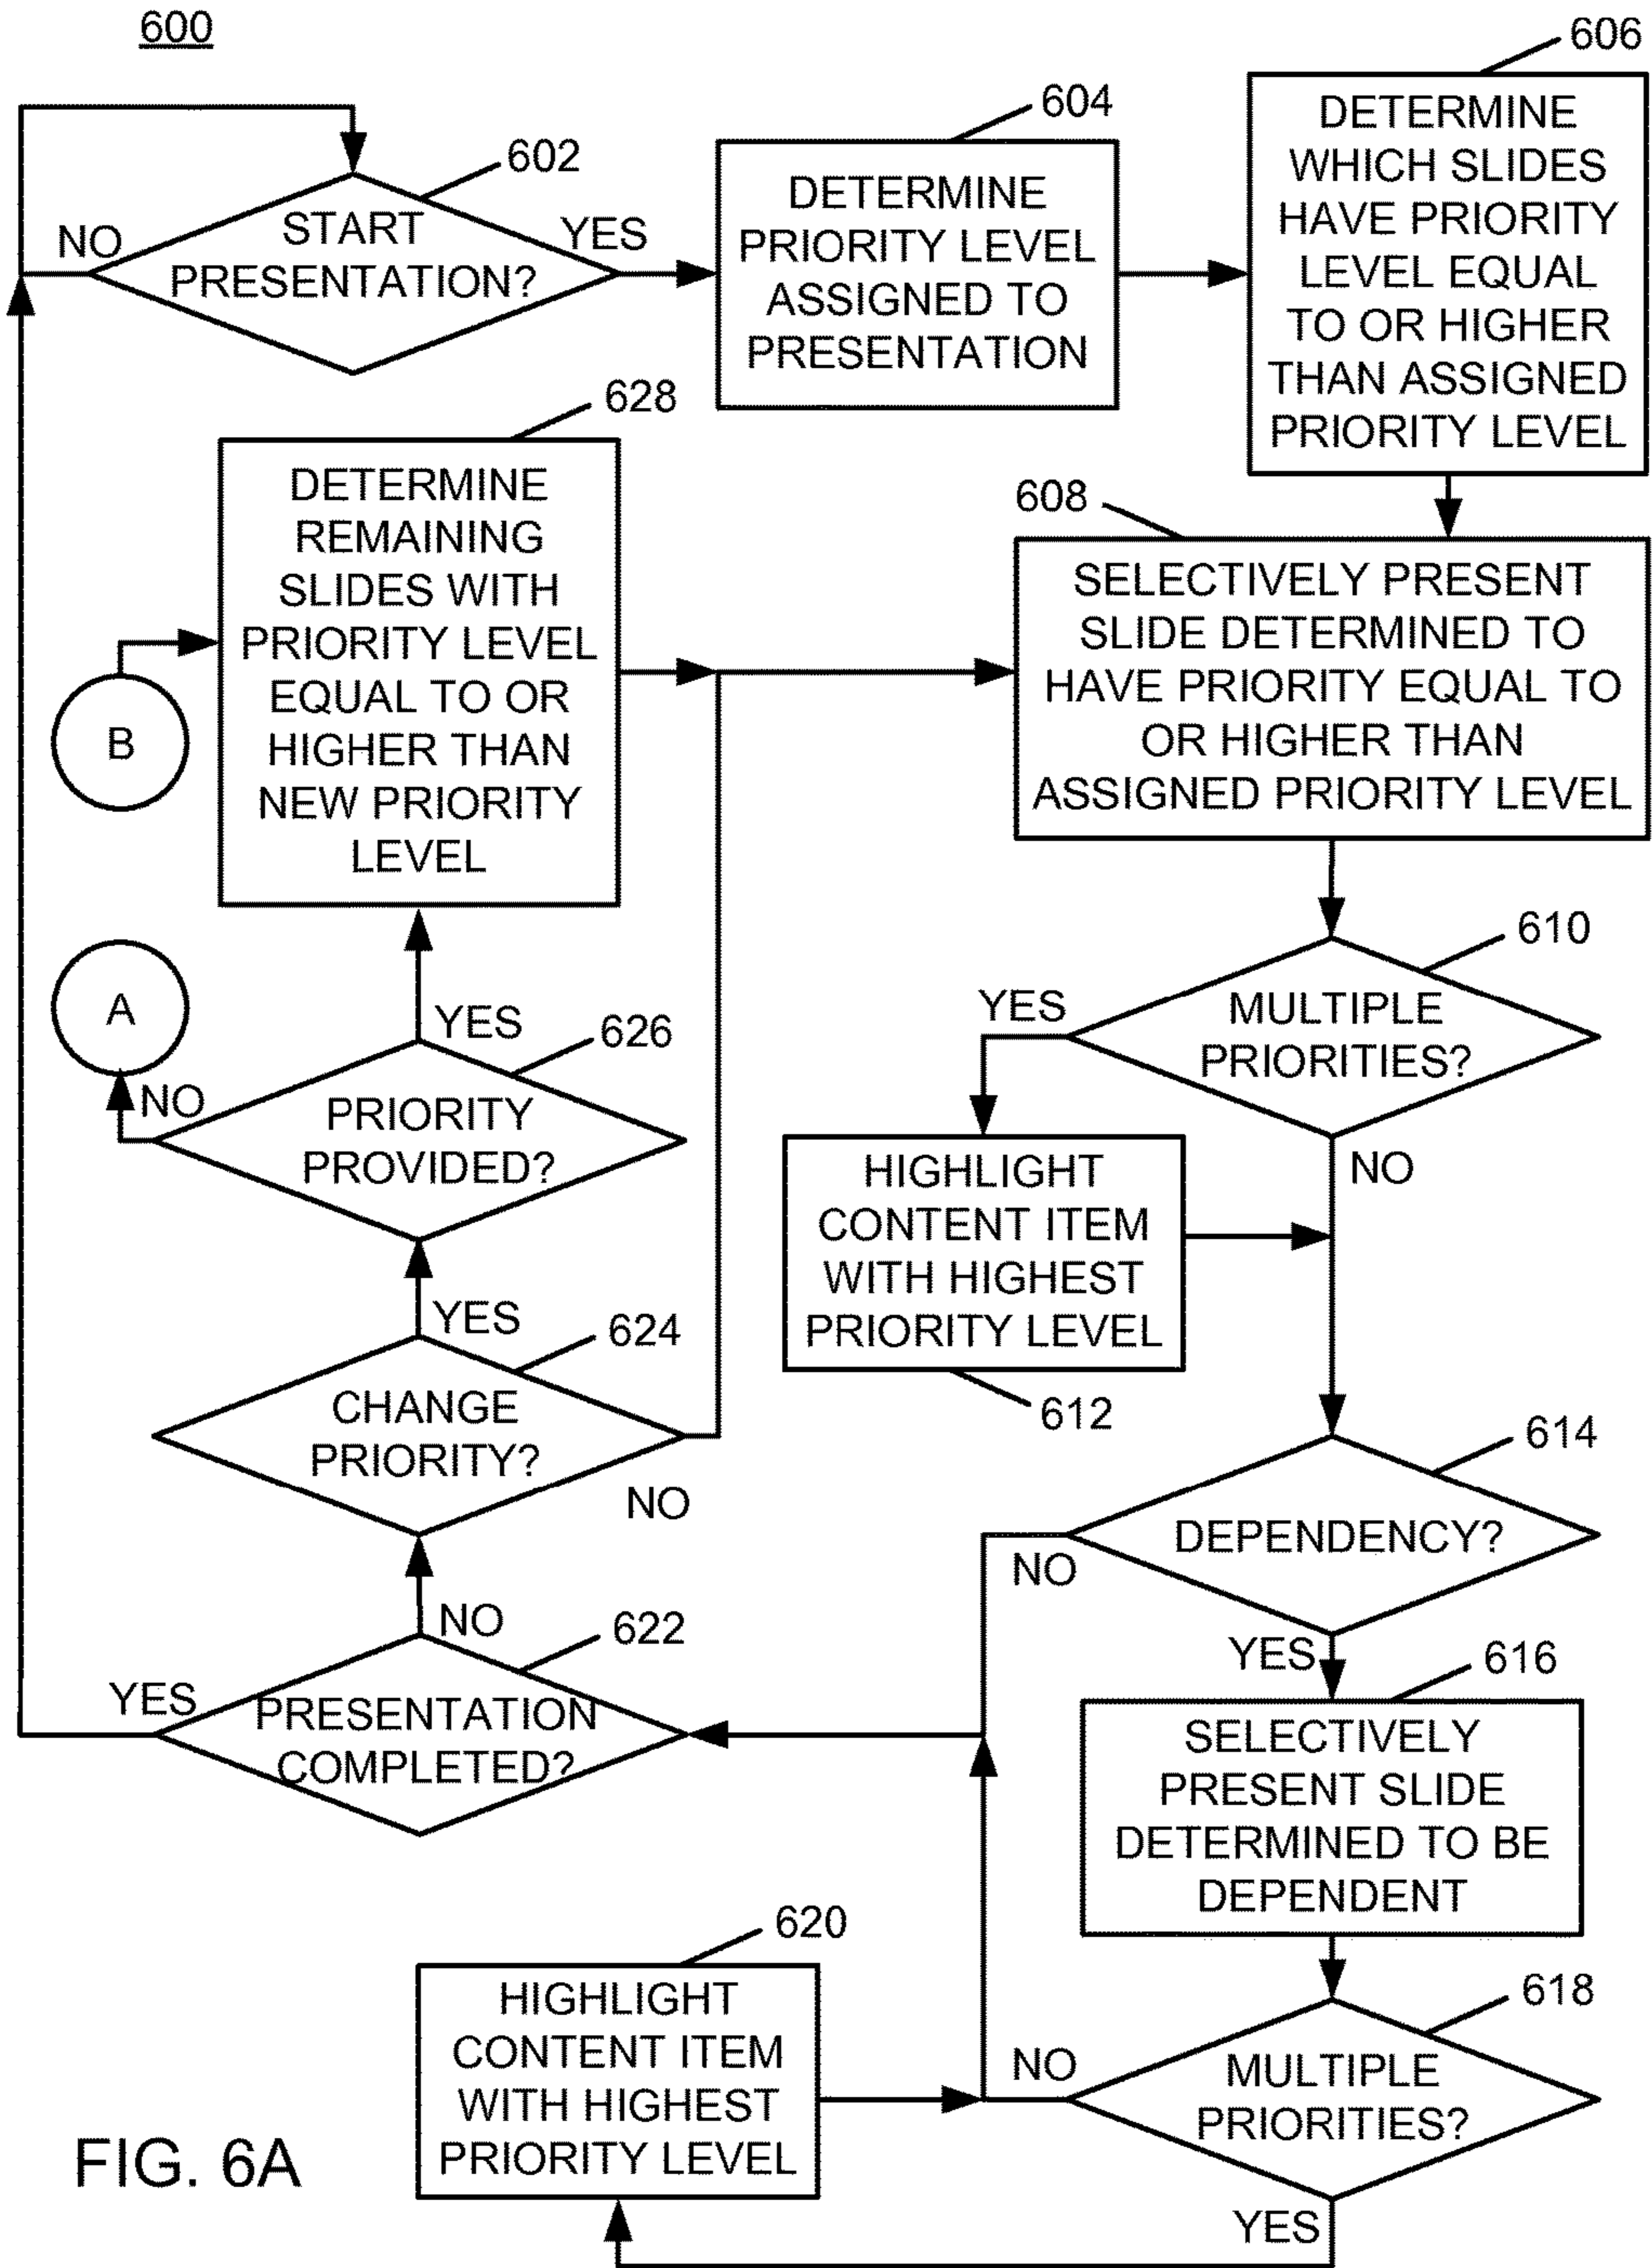 600
606
604
602
DETERMINE
WHICH SLIDES
HAVE PRIORITY
LEVEL EQUAL
TO OR HIGHER
THAN ASSIGNED
PRIORITY LEVEL
DETERMINE
PRIORITY LEVEL
ASSIGNED TO
PRESENTATION
START
PRESENTATION?
NO
YES
628
DETERMINE
REMAINING
SLIDES WITH
PRIORITY LEVEL
EQUAL TO OR
HIGHER THAN
NEW PRIORITY
LEVEL
608
SELECTIVELY PRESENT
SLIDE DETERMINED TO
HAVE PRIORITY EQUAL TO
OR HIGHER THAN
ASSIGNED PRIORITY LEVEL
B
610
MULTIPLE
PRIORITIES?
YES
NO
A
YES
626
PRIORITY
PROVIDED?
NO
HIGHLIGHT
CONTENT ITEM
WITH HIGHEST
PRIORITY LEVEL
612
YES
624
CHANGE
PRIORITY?
NO
614
DEPENDENCY?
NO
YES
NO
622
PRESENTATION
COMPLETED?
YES
616
SELECTIVELY
PRESENT SLIDE
DETERMINED TO BE
DEPENDENT
620
HIGHLIGHT
CONTENT ITEM
WITH HIGHEST
PRIORITY LEVEL
618
MULTIPLE
PRIORITIES?
NO
YES
FIG. 6A